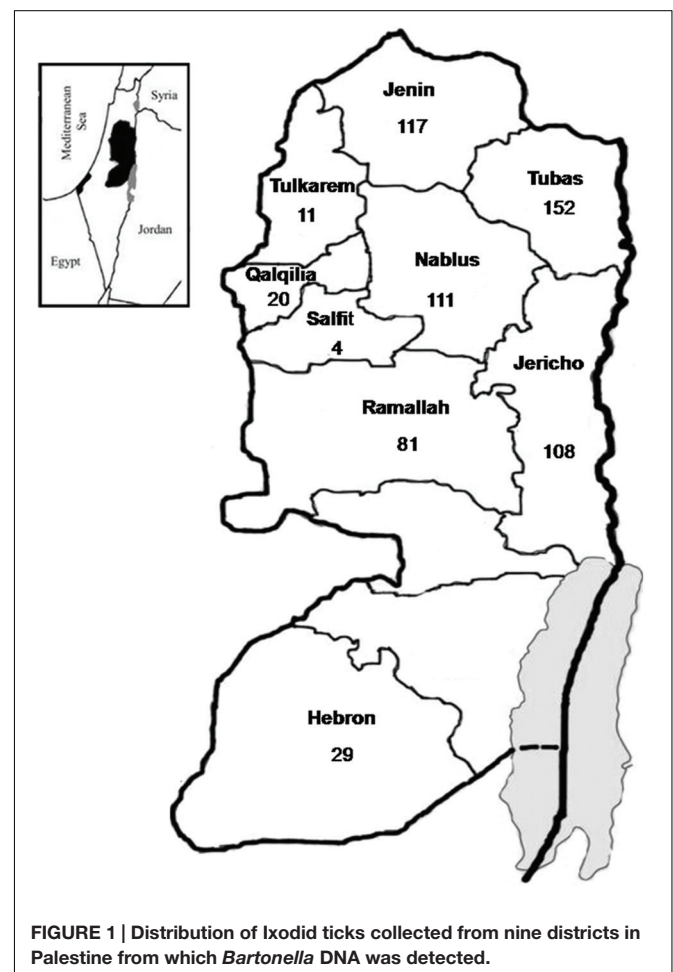 Mediterranean
Sea
Syria
Jordan
Egypt
Jenin
117
Tubas
152
Tulkarem
11
Nablus
111
Qalqilia
20
Salfit
4
Jericho
108
Ramallah
81
Hebron
29
FIGURE 1 | Distribution of Ixodid ticks collected from nine districts in
Palestine from which Bartonella DNA was detected.